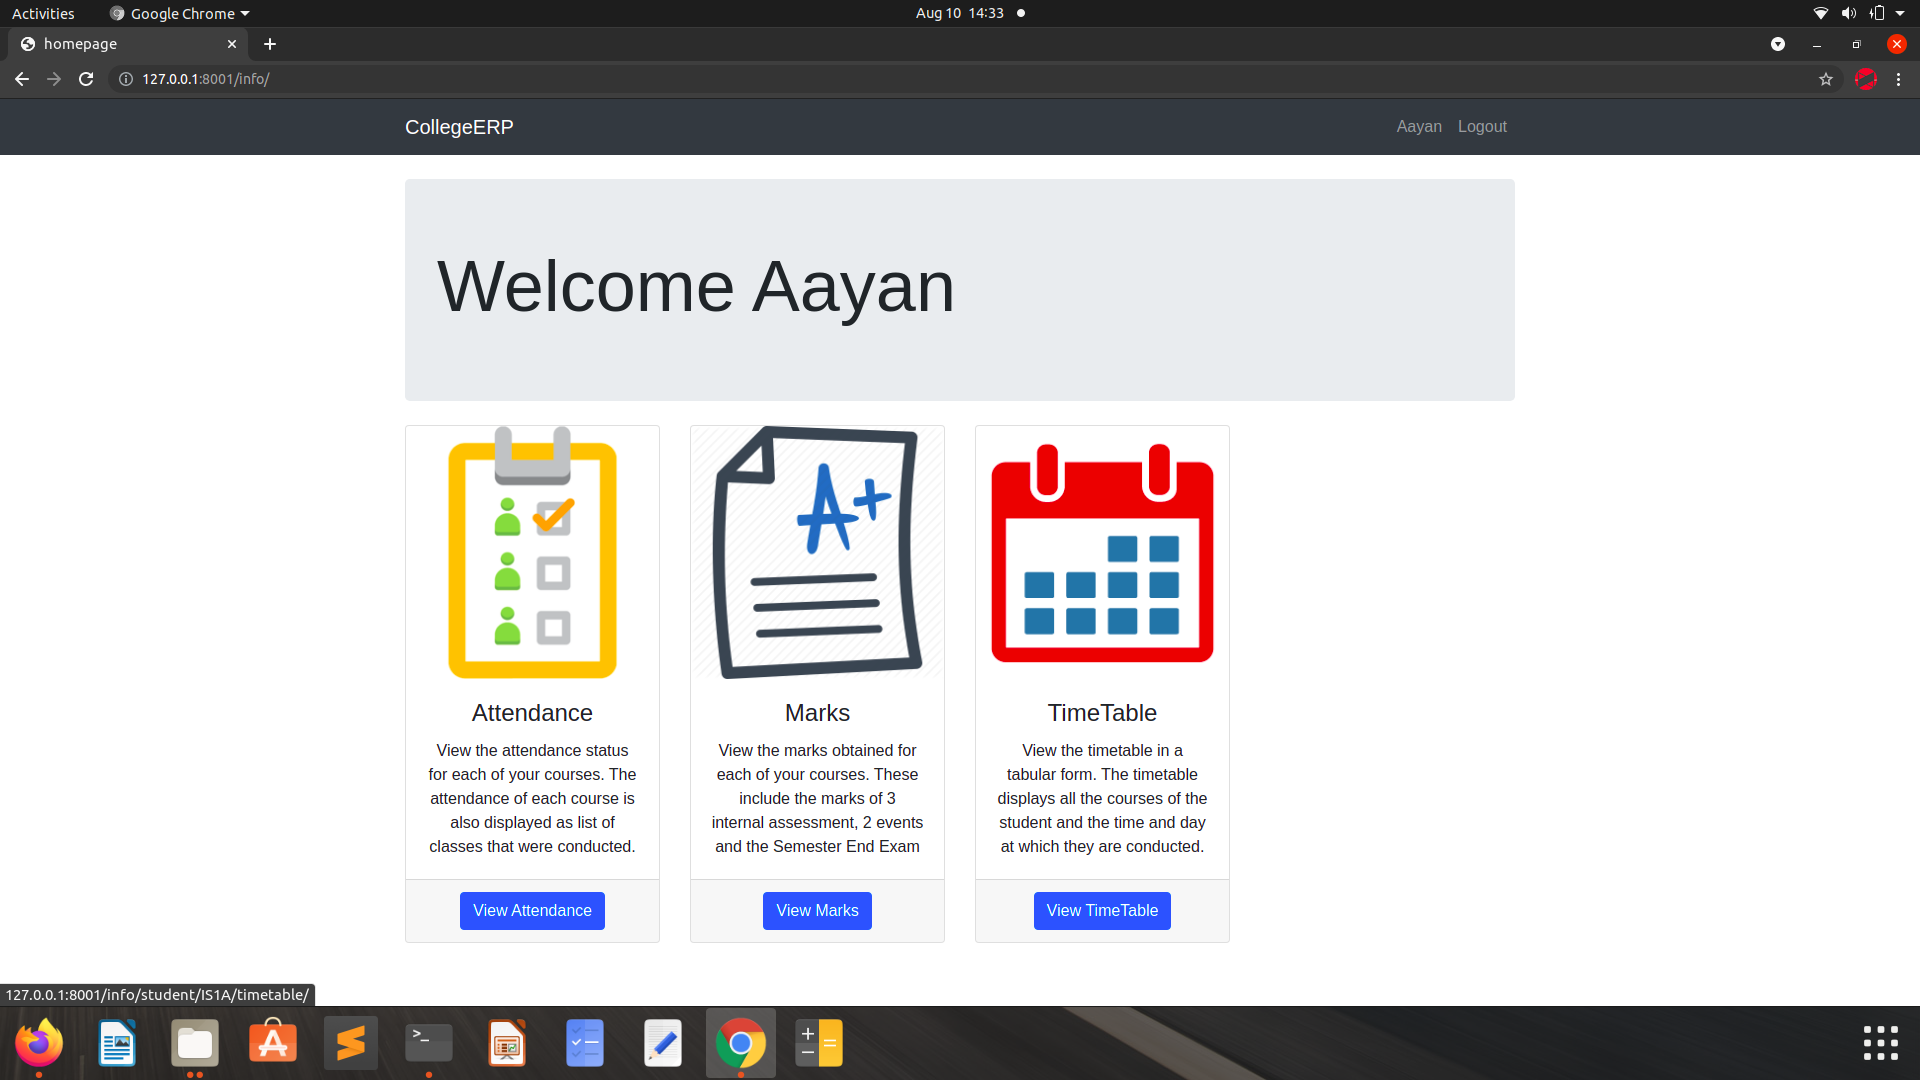 Activities
Google Chrome
Aug 10 14:33
homepage
127.0.0.1:8001/info/
CollegeERP
Aayan
Logout
Welcome Aayan
A+
Attendance
View the attendance status
for each of your courses. The
attendance of each course is
also displayed as list of
classes that were conducted.
View Attendance
Marks
View the marks obtained for
each of your courses. These
include the marks of 3
internal assessment, 2 events
and the Semester End Exam
View Marks
TimeTable
View the timetable in a
tabular form. The timetable
displays all the courses of the
student and the time and day
at which they are conducted.
View TimeTable
127.0.0.1:8001/info/student/IS1A/timetable/